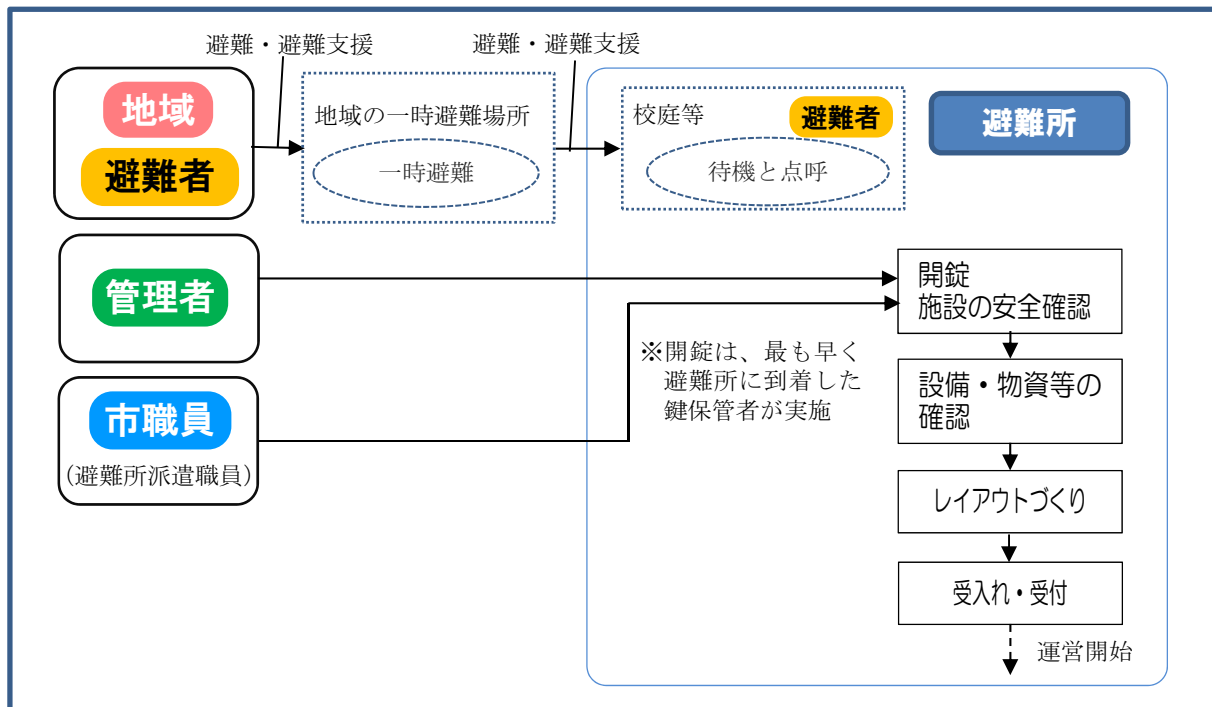 避難・避難支援
避難・避難支援
地域
避難者
地域の一時避難場所
一時避難
校庭等
避難者
待機と点呼
避難所
管理者
開錠
施設の安全確認
※開錠は、最も早く
避難所に到着した
鍵保管者が実施
市職員
(避難所派遣職員)
設備・物資等の
確認
レイアウトづくり
受入れ・受付
運営開始